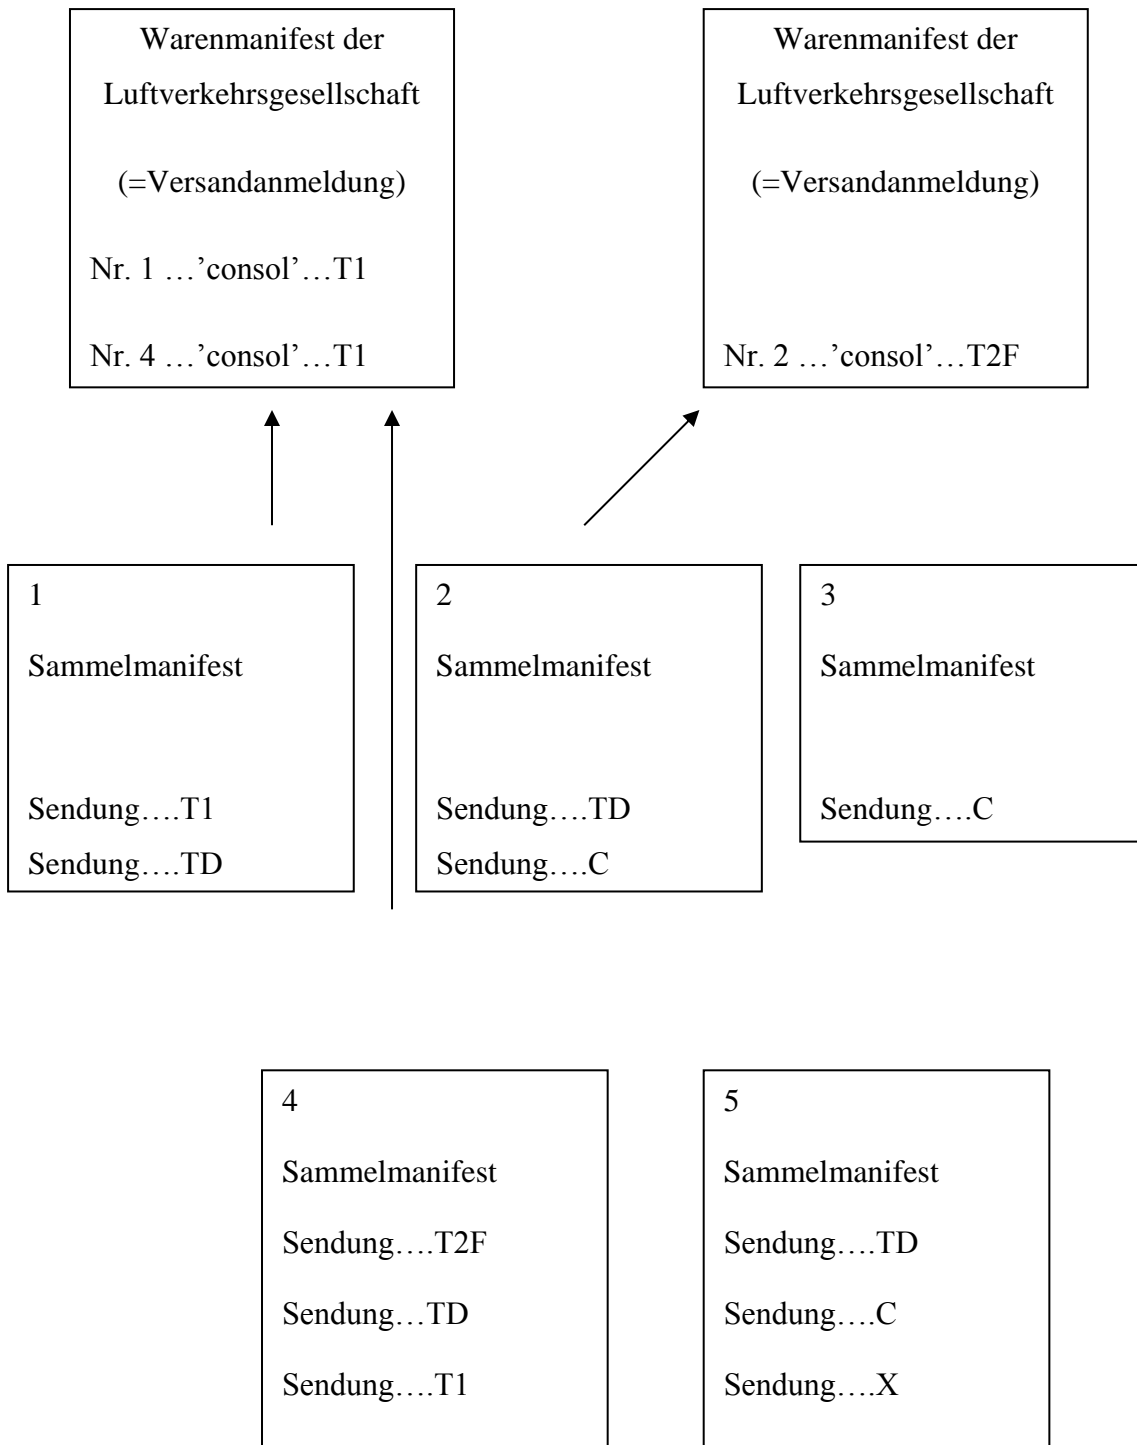 Warenmanifest der
Luftverkehrsgesellschaft
(=Versandanmeldung)
Nr. 1 …’consol’…T1
Nr. 4 …’consol’…T1
Warenmanifest der
Luftverkehrsgesellschaft
(=Versandanmeldung)
Nr. 2 …’consol’…T2F
1
Sammelmanifest
Sendung….T1
Sendung….TD
2
Sammelmanifest
Sendung….TD
Sendung….C
3
Sammelmanifest
Sendung….C
4
Sammelmanifest
Sendung….T2F
Sendung…TD
Sendung….T1
5
Sammelmanifest
Sendung….TD
Sendung….C
Sendung….X